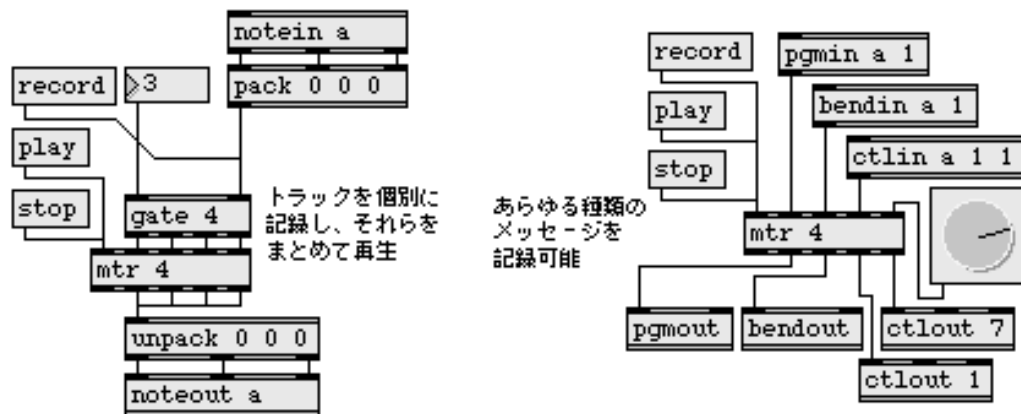 notein a
record
3
pack 0 0 0
play
stop
gate 4
トラックを個別に
記録し、それらを
まとめて再生
mtr 4
unpack 0 0 0
noteout a
record
pgmin a 1
play
bendin a 1
stop
ctlin a 1 1
あらゆる種類の
メッセージを
記録可能
mtr 4
pgmout
bendout
ctlout 7
ctlout 1